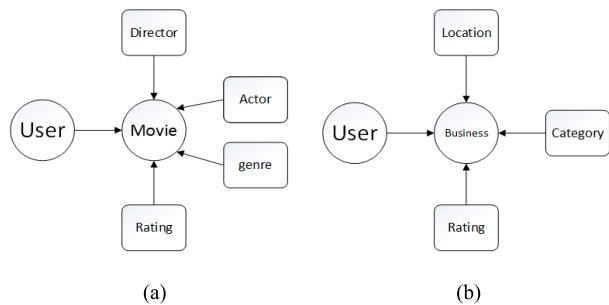 Director
Actor
User
Movie
genre
Rating
(a)
Location
User
Business
Category
Rating
(b)